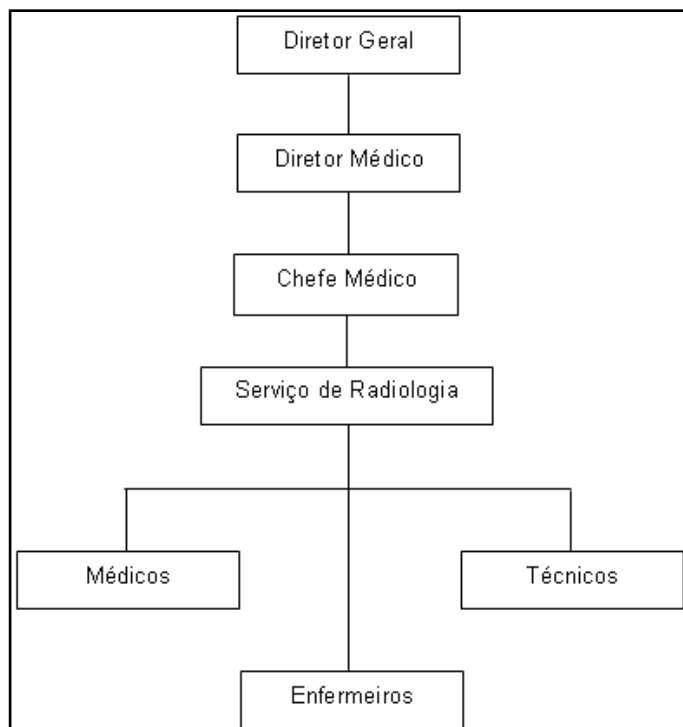 Diretor Geral
Diretor Médico
Chefe Médico
Serviço de Radiologia
Médicos
Técnicos
Enfermeiros